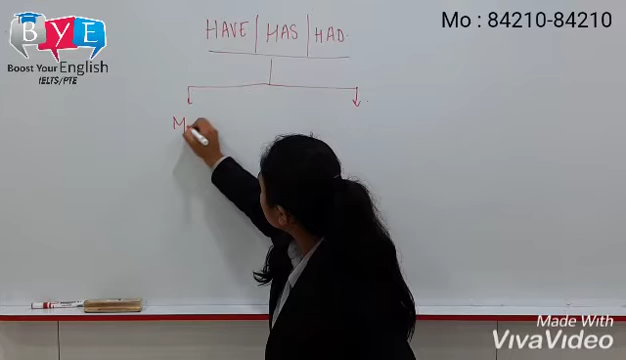 Mo : 84210-84210
B Y E
Boost Your English
IELTS/PTE
HAVE HAS HAD
M
Made With
VivaVideo